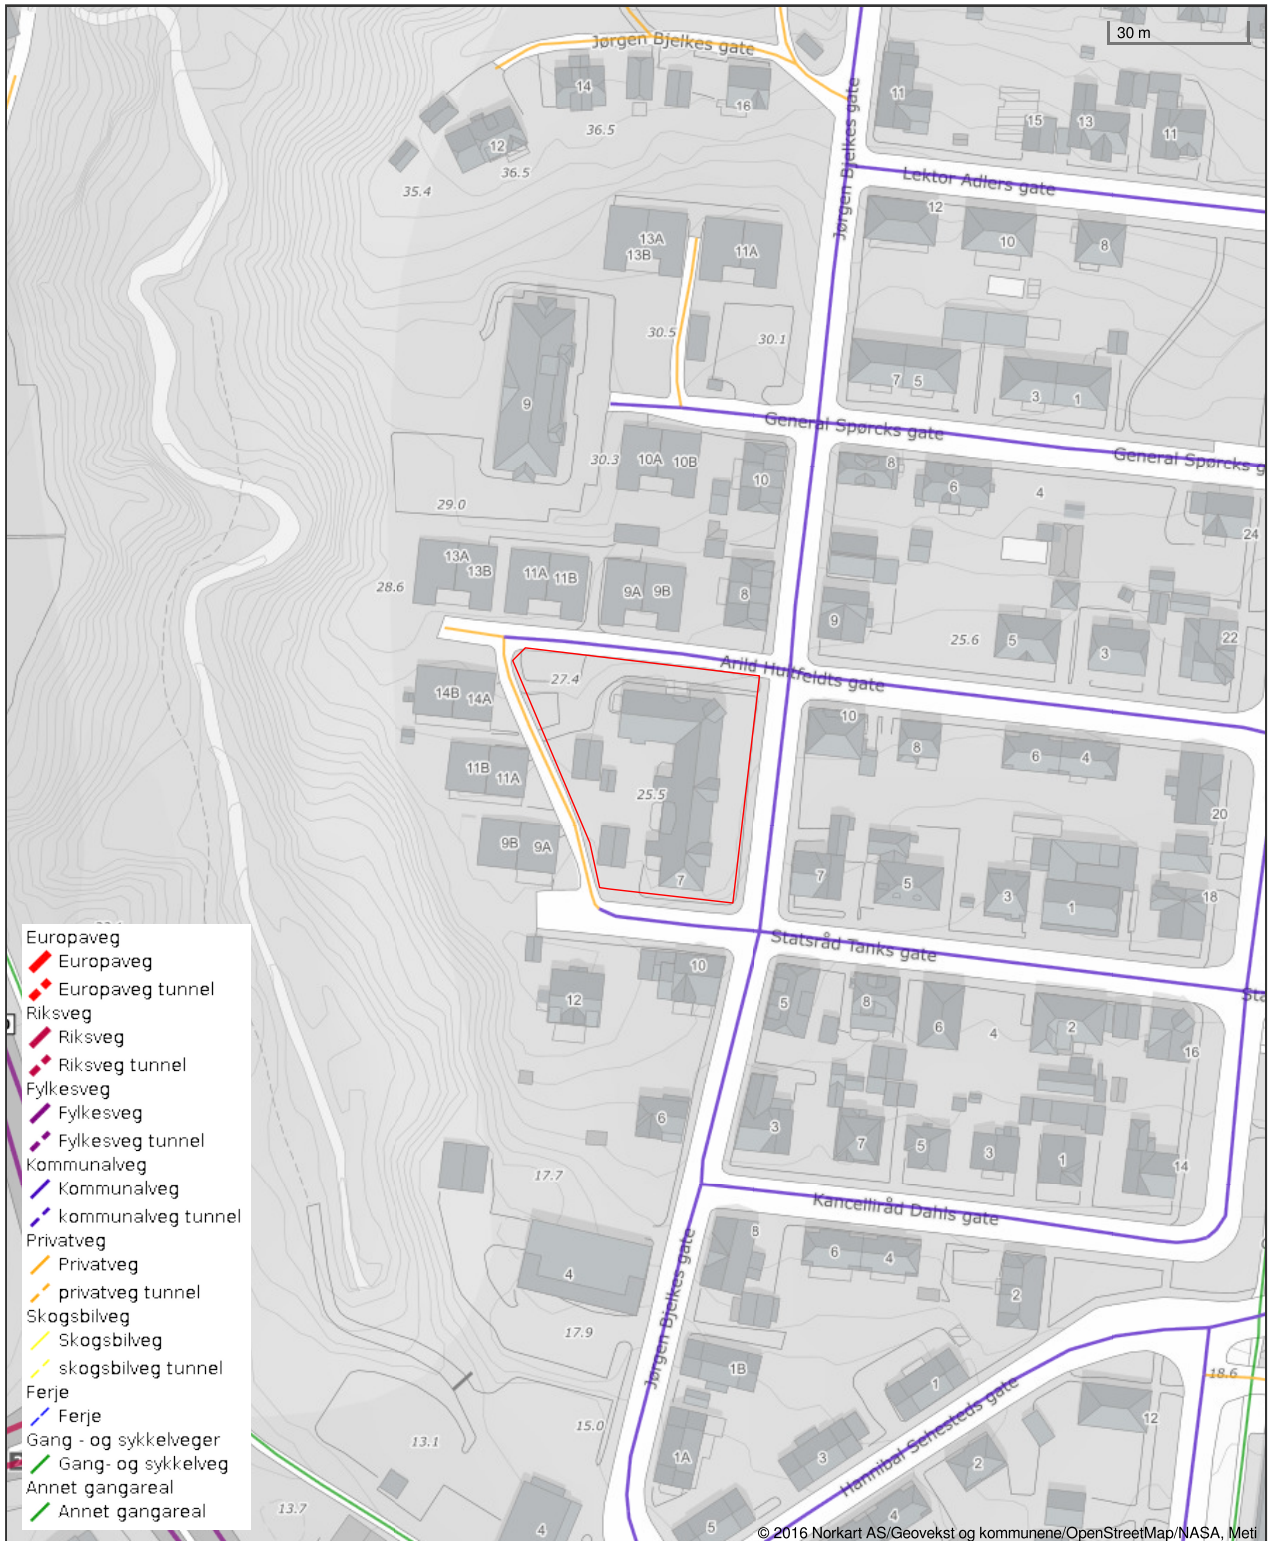 30 m
Jørgen Bjelkes gate
14
16
12
36.5
36.5
35.4
11
15
13
11
Jørgen Bjelkes gate
Lektor Adlers gate
12
10
8
13A
13B
11A
30.5
30.1
9
7 5
3 1
General Spørcks gate
General Spørcks g
10A 10B
30.3
10
29.0
8
6
4
24
13A
13B
11A 11B
9A 9B
8
28.6
9
25.6
5
3
22
Arild Huitfeldts gate
27.4
14B 14A
10
8
6
4
11B 11A
25.5
20
9B 9A
7
7
5
3
1
18
Statsråd Tanks gate
Sta
10
12
5
8
6
4
2
16
6
3
7
5
3
1
14
17.7
Kancelliråd Dahls gate
4
8
6
4
2
17.9
Jørgen Bjelkes gate
1B
18.6
1
12
15.0
13.1
1A
3
2
Hannibal Sehesteds gate
13.7
4
5
4
Europaveg
Europaveg
Europaveg tunnel
Riksveg
Riksveg
Riksveg tunnel
Fylkesveg
Fylkesveg
Fylkesveg tunnel
Kommunalveg
Kommunalveg
kommunalveg tunnel
Privatveg
Privatveg
privatveg tunnel
Skogsbilveg
Skogsbilveg
skogsbilveg tunnel
Ferje
Ferje
Gang - og sykkelveger
Gang- og sykkelveg
Annet gangareal
Annet gangareal
© 2016 Norkart AS/Geovekst og kommunene/OpenStreetMap/NASA, Meti